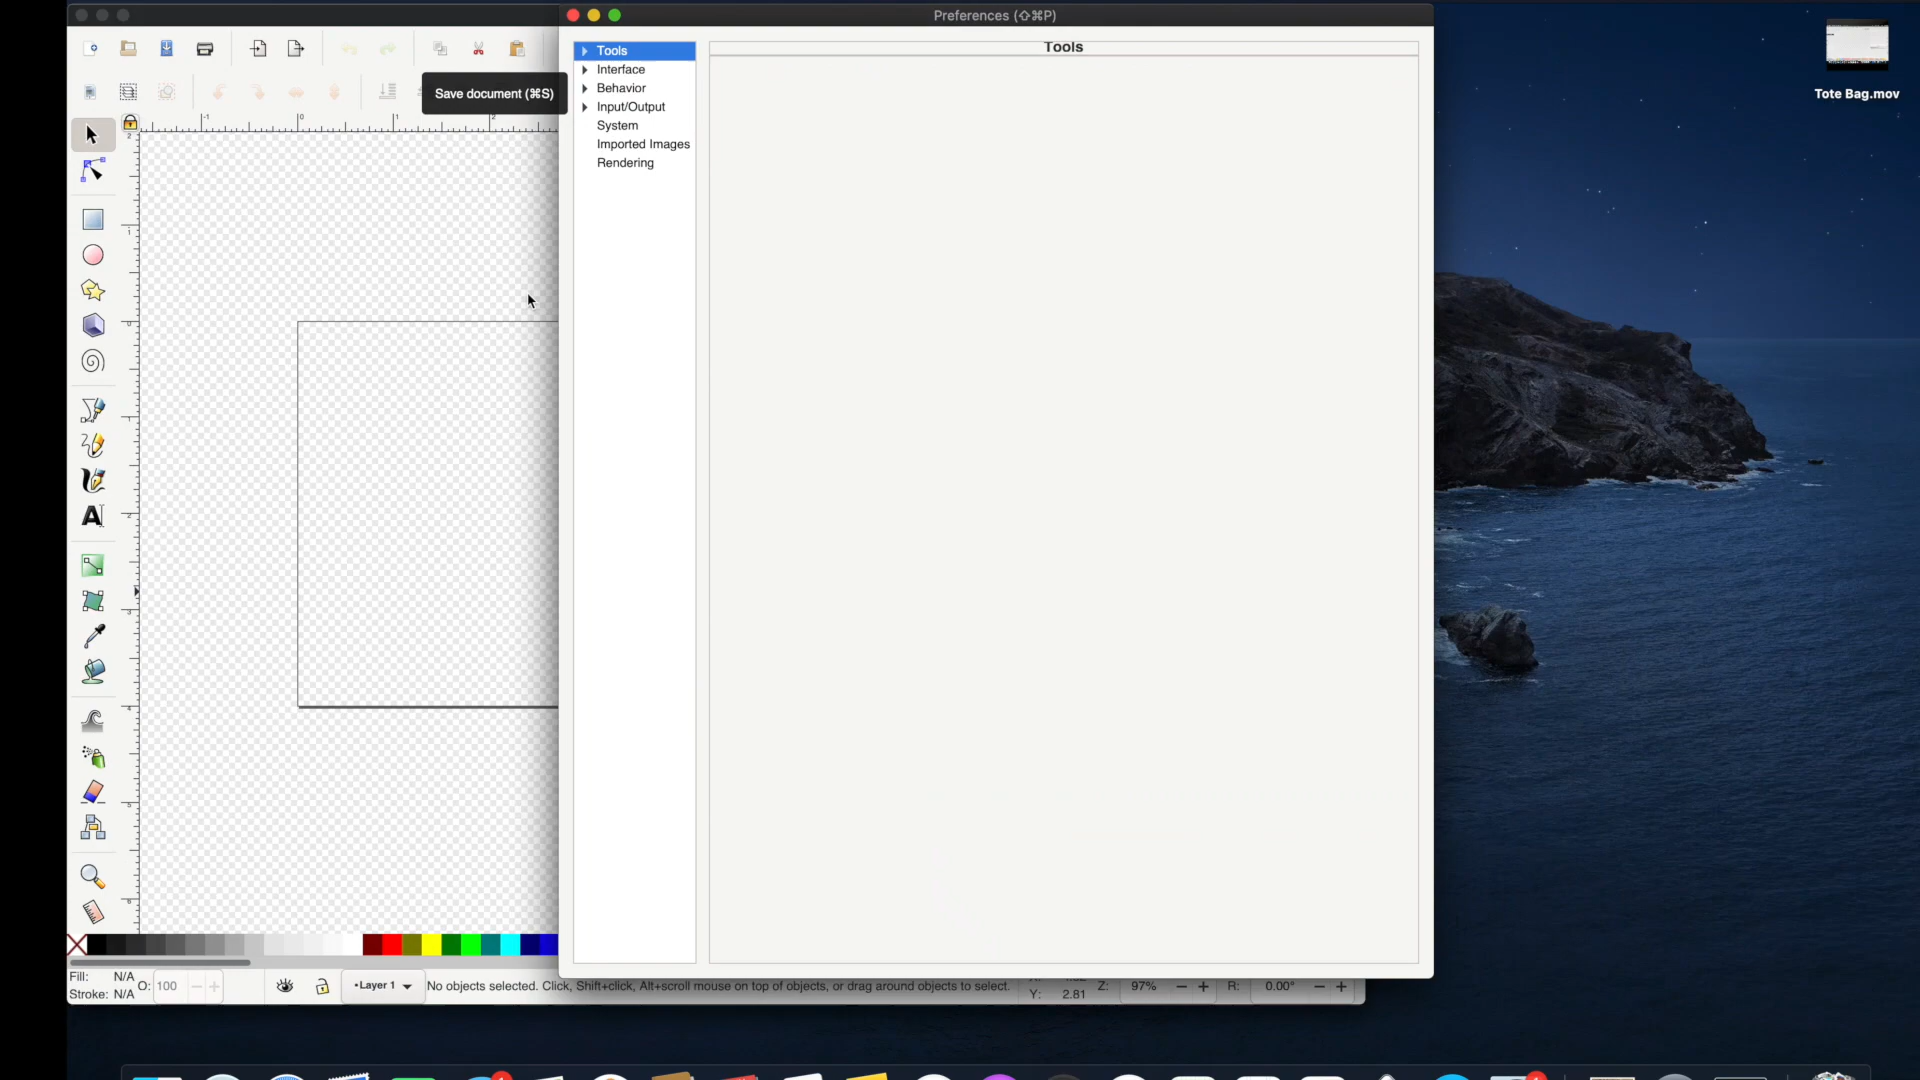 Preferences (⇧⌘P)
Tools
Interface
Behavior
Input/Output
System
Imported Images
Rendering
Tools
Save document (⌘S)
Tote Bag.mov
Fill: N/A
Stroke: N/A
O: 100
•Layer 1
No objects selected. Click, Shift+click, Alt+scroll mouse on top of objects, or drag around objects to select.
Y: 2.81
Z: 97%
R: 0.00°